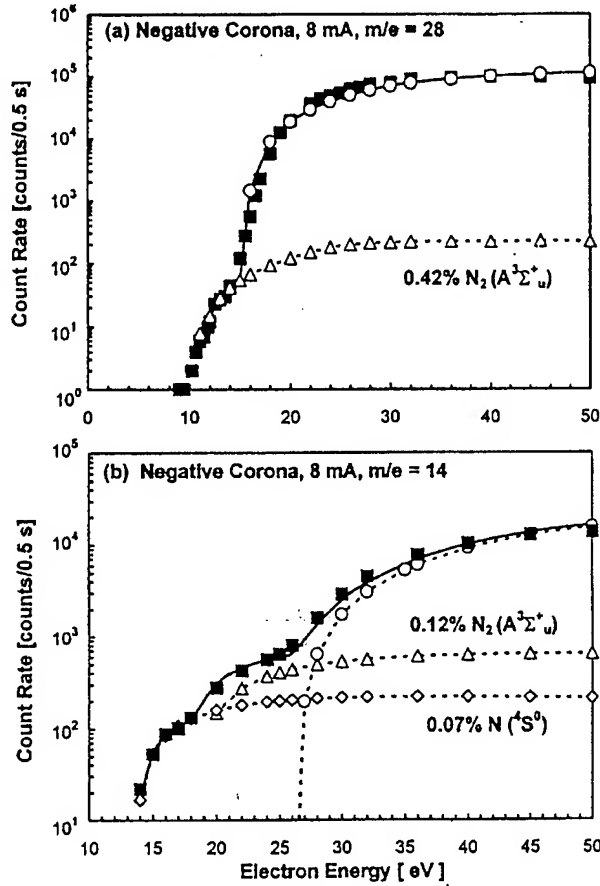 10⁶
(a) Negative Corona, 8 mA, m/e = 28
10⁵
10⁴
10³
10²
10¹
10⁰
Count Rate [counts/0.5 s]
0.42% N₂ (A³Σ⁺ᵤ)
0 10 20 30 40 50
10⁵
(b) Negative Corona, 8 mA, m/e = 14
10⁴
10³
10²
10¹
Count Rate [counts/0.5 s]
0.12% N₂ (A³Σ⁺ᵤ)
0.07% N (⁴S⁰)
10 15 20 25 30 35 40 45 50
Electron Energy [ eV]